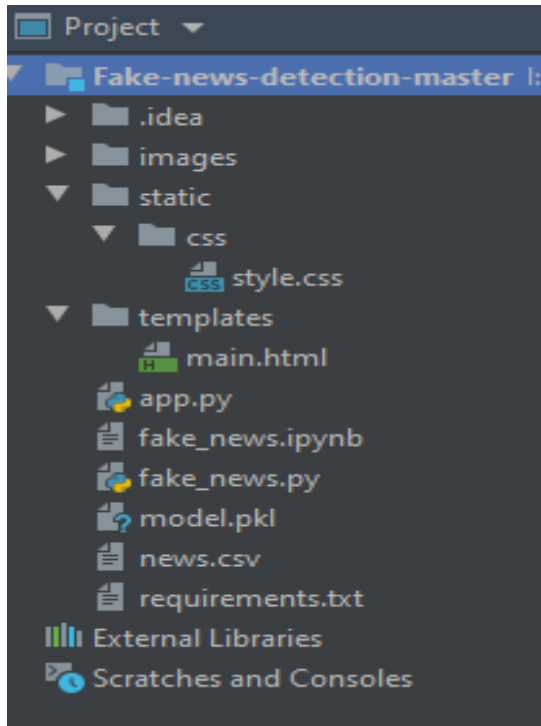 Project
Fake-news-detection-master I:
.idea
images
static
css
CSS style.css
templates
H main.html
app.py
fake_news.ipynb
fake_news.py
model.pkl
news.csv
requirements.txt
External Libraries
Scratches and Consoles